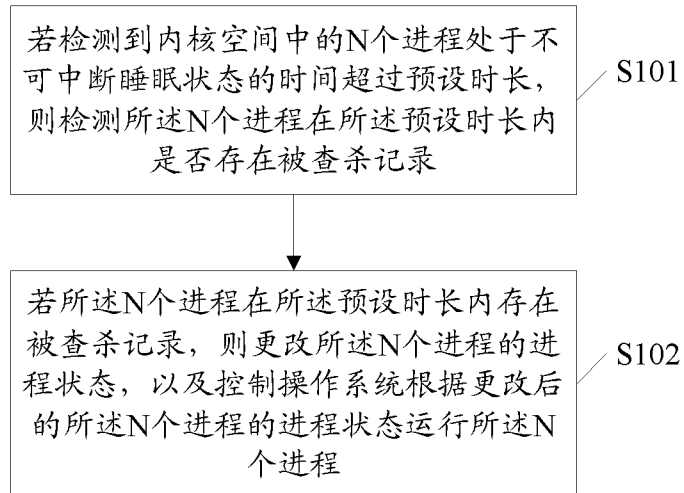 若检测到内核空间中的N个进程处于不
可中断睡眠状态的时间超过预设时长，
则检测所述N个进程在所述预设时长内
是否存在被查杀记录
S101
若所述N个进程在所述预设时长内存在
被查杀记录，则更改所述N个进程的进
程状态，以及控制操作系统根据更改后
的所述N个进程的进程状态运行所述N
个进程
S102